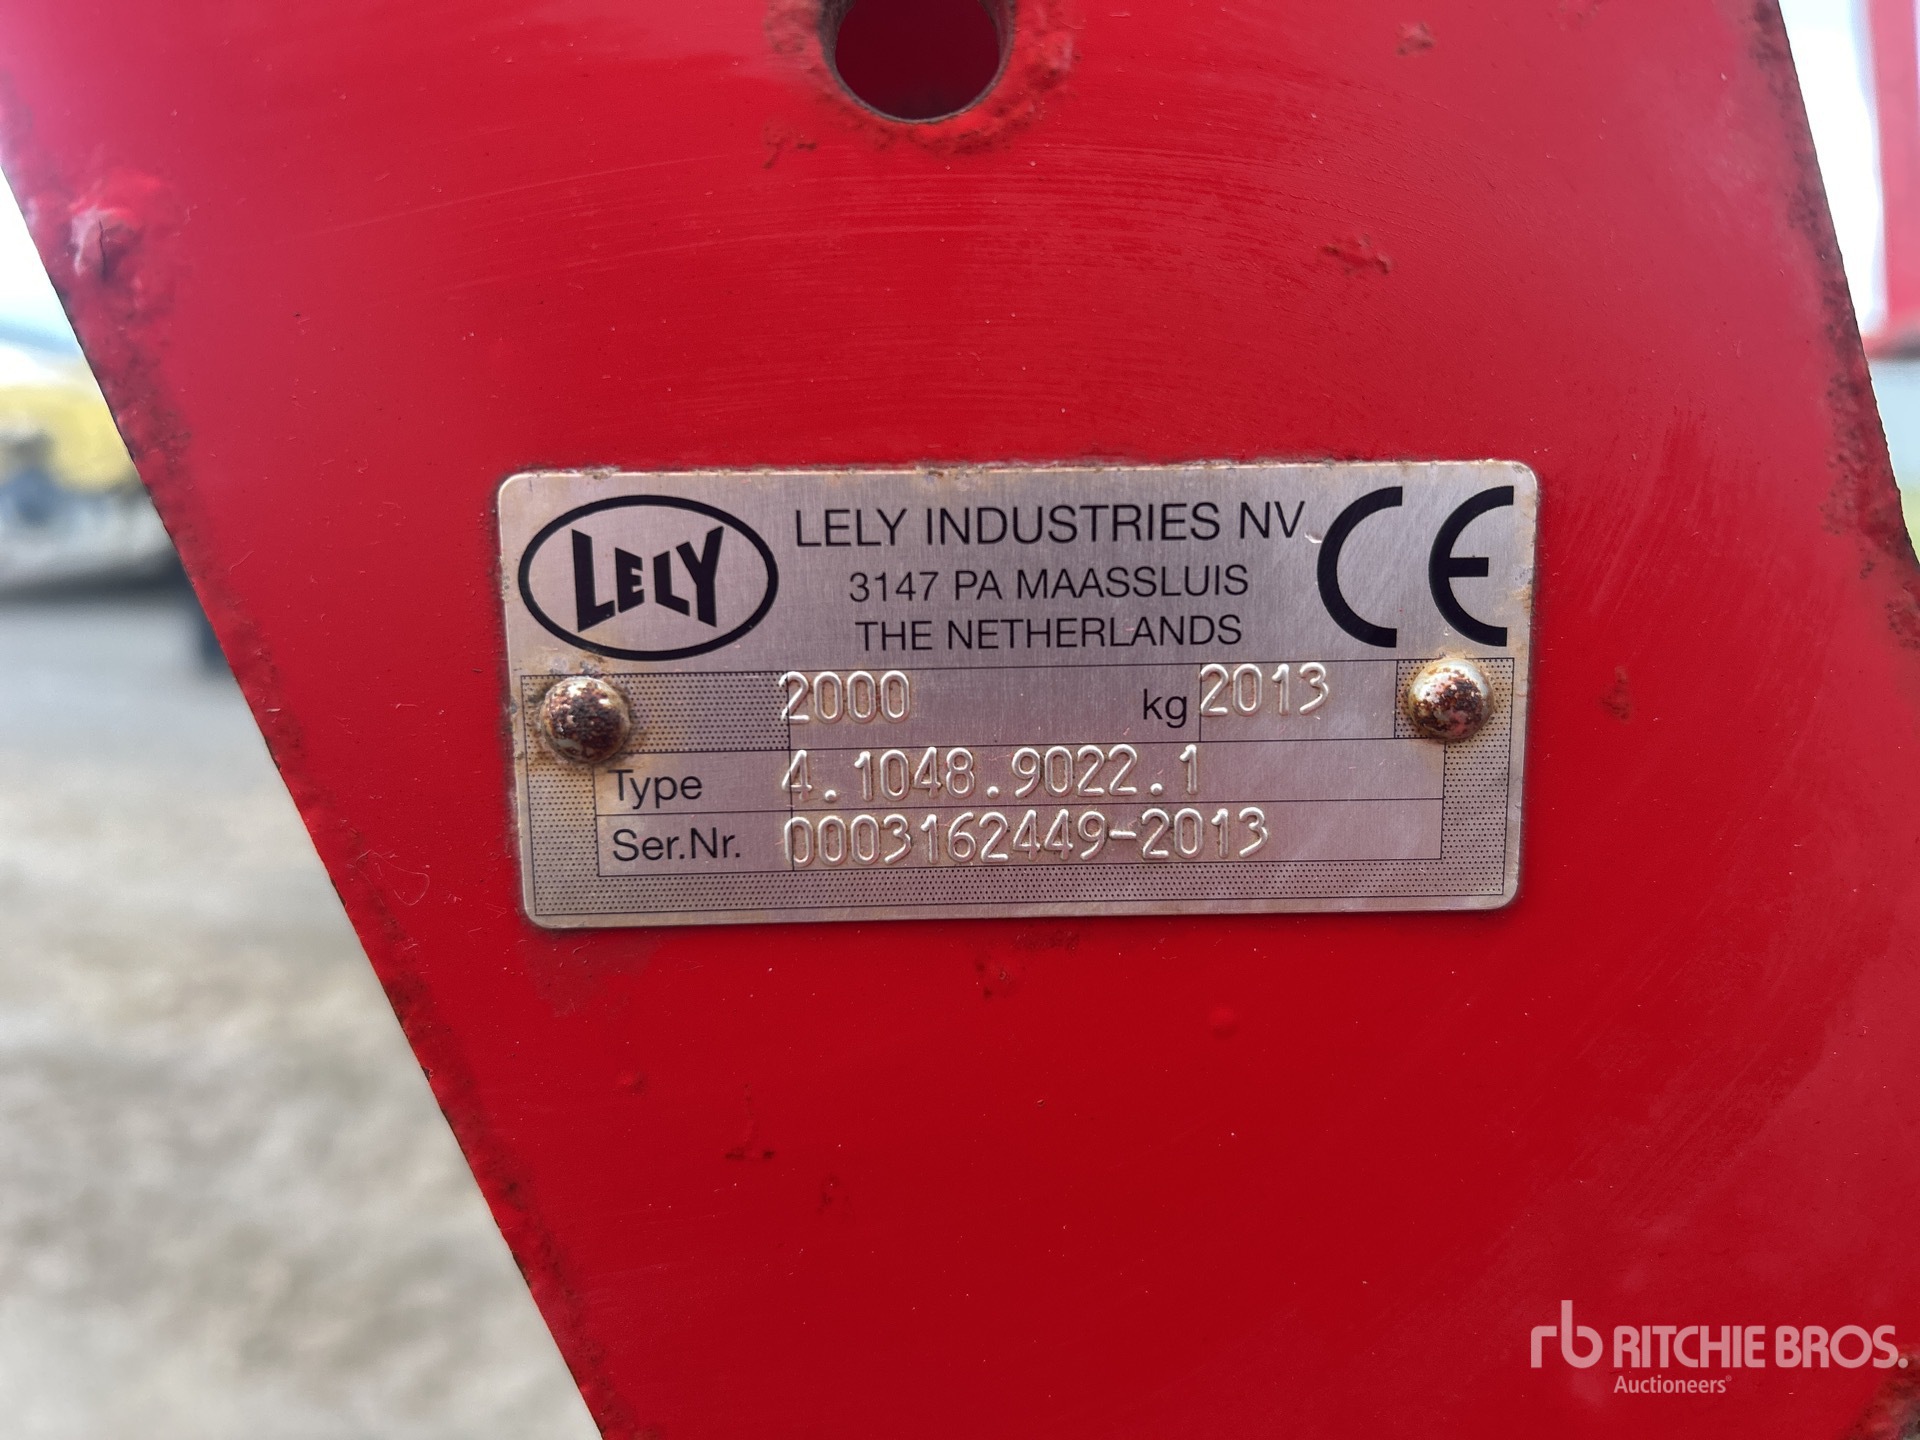 LELY
LELY INDUSTRIES NV
3147 PA MAASSLUIS
THE NETHERLANDS
CE
2000 kg 2013
Type 4.1048.9022.1
Ser.Nr. 0003162449-2013
rb RITCHIE BROS.
Auctioneers®